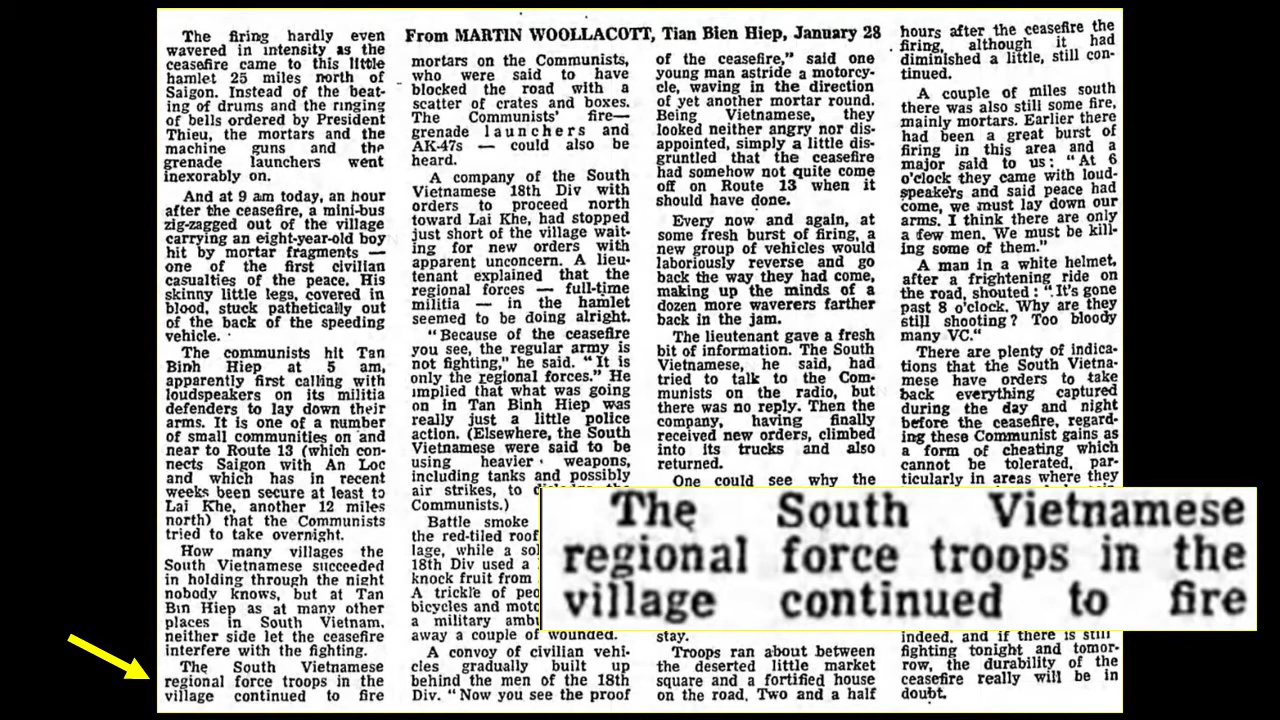 From MARTIN WOOLLACOTT, Tian Bien Hiep, January 28
The firing hardly even
wavered in intensity as the
ceasefire came to this little
hamlet 25 miles north of
Saigon. Instead of the beat-
ing of drums and the ringing
of bells ordered by President
Thieu, the mortars and the
machine guns and the
grenade launchers went
inexorably on.
And at 9 am today, an hour
after the ceasefire, a mini-bus
zig-zagged out of the village
carrying an eight-year-old boy
hit by mortar fragments —
one of the first civilian
casualties of the peace. His
skinny little legs, covered in
blood, stuck pathetically out
of the back of the speeding
vehicle.
The communists hit Tan
Binh Hiep at 5 am,
apparently first calling with
loudspeakers on its militia
defenders to lay down their
arms. It is one of a number
of small communities on and
near to Route 13 (which con-
nects Saigon with An Loc
and which has in recent
weeks been secure at least to
Lai Khe, another 12 miles
north) that the Communists
tried to take overnight.
How many villages the
South Vietnamese succeeded
in holding through the night
nobody knows, but at Tan
Bin Hiep as at many other
places in South Vietnam,
neither side let the ceasefire
interfere with the fighting.
The South Vietnamese
regional force troops in the
village continued to fire
mortars on the Communists,
who were said to have
blocked the road with a
scatter of crates and boxes.
The Communists' fire—
grenade launchers and
AK-47s — could also be
heard.
A company of the South
Vietnamese 18th Div with
orders to proceed north
toward Lai Khe, had stopped
just short of the village wait-
ing for new orders with
apparent unconcern. A lieu-
tenant explained that the
regional forces — full-time
militia — in the hamlet
seemed to be doing alright.
"Because of the ceasefire
you see, the regular army is
not fighting," he said. "It is
only the regional forces." He
implied that what was going
on in Tan Binh Hiep was
really just a little police
action. (Elsewhere, the South
Vietnamese were said to be
using heavier weapons,
including tanks and possibly
air strikes, to
Communists.)
Battle smoke
the red-tiled roof
lage, while a sol
18th Div used a
knock fruit from
A trickle of peo
bicycles and moto
a military ambu
away a couple of wounded.
A convoy of civilian vehi-
cles gradually built up
behind the men of the 18th
Div. "Now you see the proof
of the ceasefire," said one
young man astride a motorcy-
cle, waving in the direction
of yet another mortar round.
Being Vietnamese, they
looked neither angry nor dis-
appointed, simply a little dis-
gruntled that the ceasefire
had somehow not quite come
off on Route 13 when it
should have done.
Every now and again, at
some fresh burst of firing, a
new group of vehicles would
laboriously reverse and go
back the way they had come,
making up the minds of a
dozen more waverers farther
back in the jam.
The lieutenant gave a fresh
bit of information. The South
Vietnamese, he said, had
tried to talk to the Com-
munists on the radio, but
there was no reply. Then the
company, having finally
received new orders, climbed
into its trucks and also
returned.
One could see why the
stay.
Troops ran about between
the deserted little market
square and a fortified house
on the road. Two and a half
hours after the ceasefire the
firing, although it had
diminished a little, still con-
tinued.
A couple of miles south
there was also still some fire,
mainly mortars. Earlier there
had been a great burst of
firing in this area and a
major said to us: "At 6
o'clock they came with loud-
speakers and said peace had
come, we must lay down our
arms. I think there are only
a few men. We must be kill-
ing some of them."
A man in a white helmet,
after a frightening ride on
the road, shouted: "It's gone
past 8 o'clock. Why are they
still shooting? Too bloody
many VC."
There are plenty of indica-
tions that the South Vietna-
mese have orders to take
back everything captured
during the day and night
before the ceasefire, regard-
ing these Communist gains as
a form of cheating which
cannot be tolerated, par-
ticularly in areas where they
indeed, and if there is still
fighting tonight and tomor-
row, the durability of the
ceasefire really will be in
doubt.
The South Vietnamese
regional force troops in the
village continued to fire